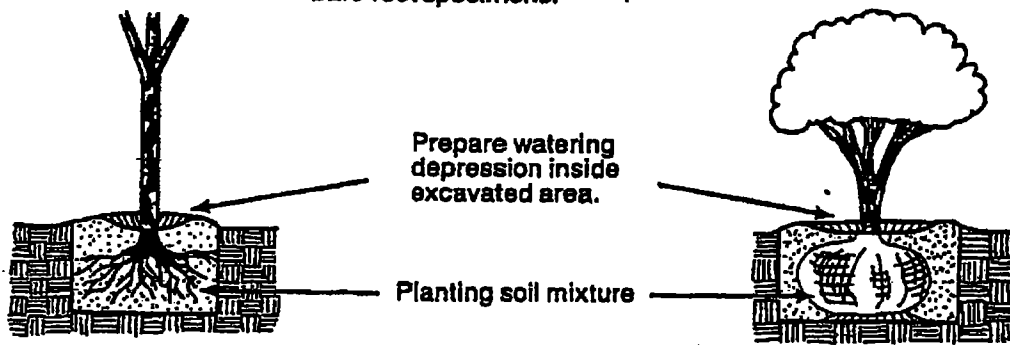 Prepare watering
depression inside
excavated area.
Planting soil mixture